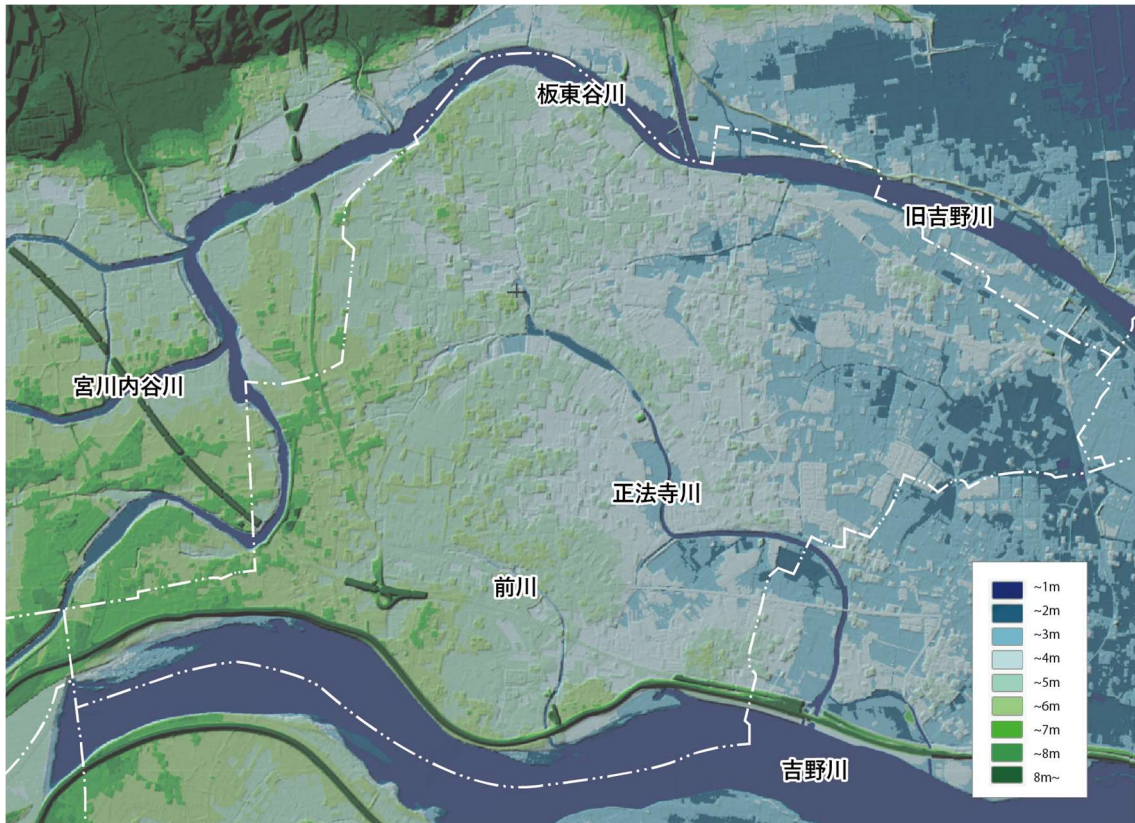 板東谷川
旧吉野川
宮川内谷川
正法寺川
前川
吉野川
~1m
~2m
~3m
~4m
~5m
~6m
~7m
~8m
8m~